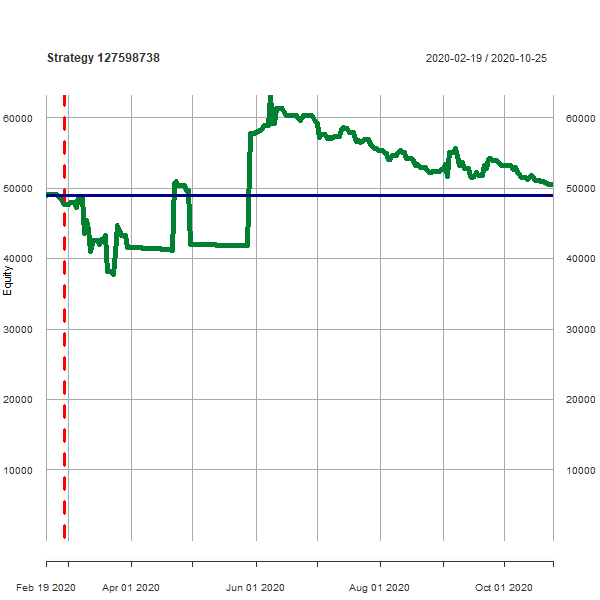 Strategy 127598738
2020-02-19 / 2020-10-25
60000
60000
50000
50000
40000
40000
Equity
30000
30000
20000
20000
10000
10000
Feb 19 2020
Apr 01 2020
Jun 01 2020
Aug 01 2020
Oct 01 2020